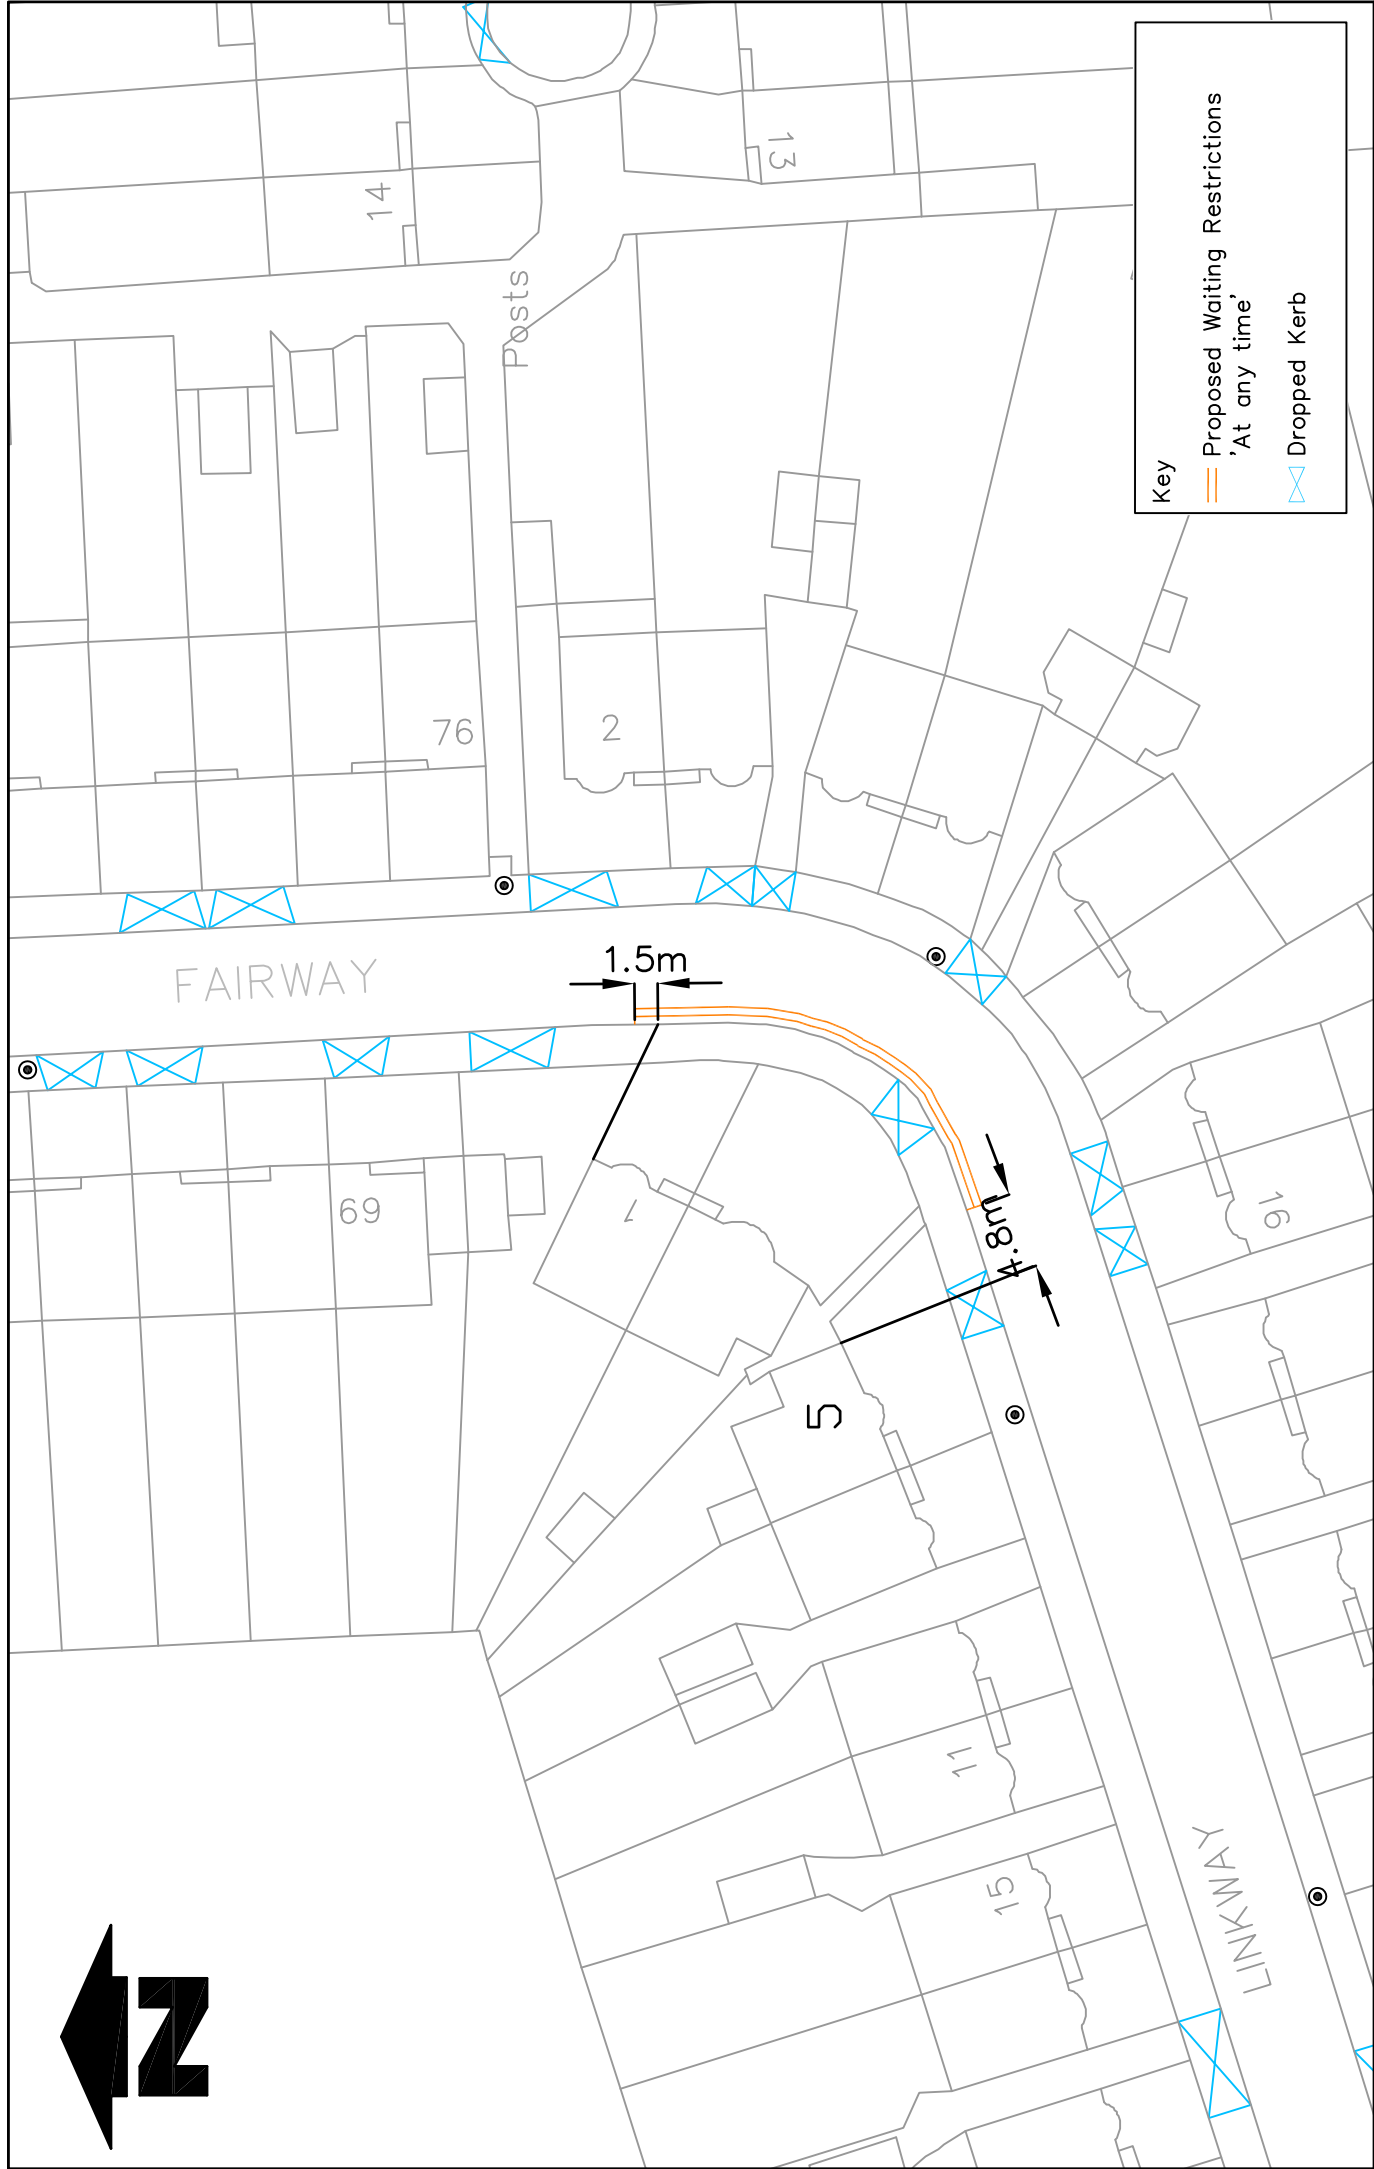 Key
Proposed Waiting Restrictions
'At any time'
Dropped Kerb
14
13
Posts
76
2
FAIRWAY
1.5m
69
1
4.8m
5
16
11
15
LINKWAY
N